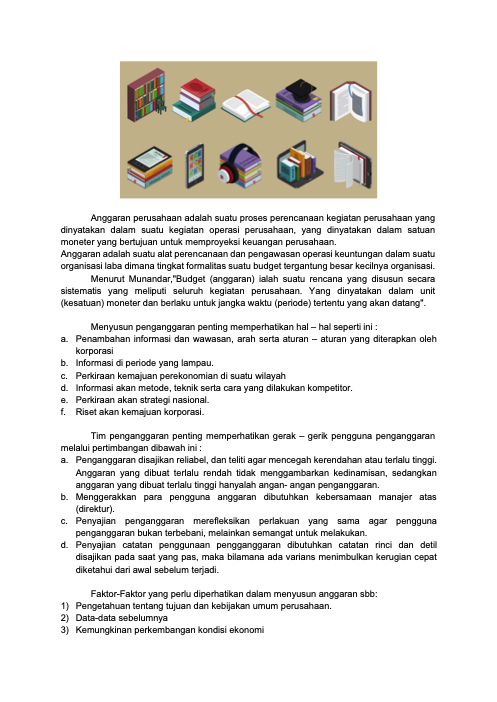 Anggaran perusahaan adalah suatu proses perencanaan kegiatan perusahaan yang
dinyatakan dalam suatu kegiatan operasi perusahaan, yang dinyatakan dalam satuan
moneter yang bertujuan untuk memproyeksi keuangan perusahaan.
Anggaran adalah suatu alat perencanaan dan pengawasan operasi keuntungan dalam suatu
organisasi laba dimana tingkat formalitas suatu budget tergantung besar kecilnya organisasi.
Menurut Munandar,"Budget (anggaran) ialah suatu rencana yang disusun secara
sistematis yang meliputi seluruh kegiatan perusahaan. Yang dinyatakan dalam unit
(kesatuan) moneter dan berlaku untuk jangka waktu (periode) tertentu yang akan datang".
Menyusun penganggaran penting memperhatikan hal – hal seperti ini :
a. Penambahan informasi dan wawasan, arah serta aturan – aturan yang diterapkan oleh
korporasi
b. Informasi di periode yang lampau.
c. Perkiraan kemajuan perekonomian di suatu wilayah
d. Informasi akan metode, teknik serta cara yang dilakukan kompetitor.
e. Perkiraan akan strategi nasional.
f. Riset akan kemajuan korporasi.
Tim penganggaran penting memperhatikan gerak – gerik pengguna penganggaran
melalui pertimbangan dibawah ini :
a. Penganggaran disajikan reliabel, dan teliti agar mencegah kerendahan atau terlalu tinggi.
Anggaran yang dibuat terlalu rendah tidak menggambarkan kedinamisan, sedangkan
anggaran yang dibuat terlalu tinggi hanyalah angan- angan penganggaran.
b. Menggerakkan para pengguna anggaran dibutuhkan kebersamaan manajer atas
(direktur).
c. Penyajian penganggaran merefleksikan perlakuan yang sama agar pengguna
penganggaran bukan terbebani, melainkan semangat untuk melakukan.
d. Penyajian catatan penggunaan pengganggaran dibutuhkan catatan rinci dan detil
disajikan pada saat yang pas, maka bilamana ada varians menimbulkan kerugian cepat
diketahui dari awal sebelum terjadi.
Faktor-Faktor yang perlu diperhatikan dalam menyusun anggaran sbb:
1) Pengetahuan tentang tujuan dan kebijakan umum perusahaan.
2) Data-data sebelumnya
3) Kemungkinan perkembangan kondisi ekonomi